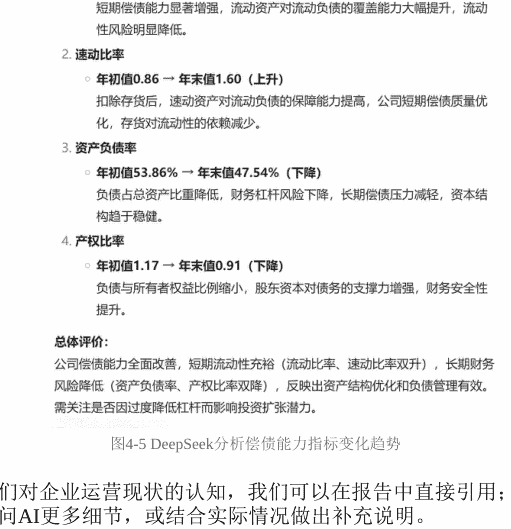 短期偿债能力显著增强，流动资产对流动负债的覆盖能力大幅提升，流动
性风险明显降低。
2. 速动比率
年初值0.86 → 年末值1.60（上升）
扣除存货后，速动资产对流动负债的保障能力提高，公司短期偿债质量优
化，存货对流动性的依赖减少。
3. 资产负债率
年初值53.86% → 年末值47.54%（下降）
负债占总资产比重降低，财务杠杆风险下降，长期偿债压力减轻，资本结
构趋于稳健。
4. 产权比率
年初值1.17 → 年末值0.91（下降）
负债与所有者权益比例缩小，股东资本对债务的支撑力增强，财务安全性
提升。
总体评价：
公司偿债能力全面改善，短期流动性充裕（流动比率、速动比率双升），长期财务
风险降低（资产负债率、产权比率双降），反映出资产结构优化和负债管理有效。
需关注是否因过度降低杠杆而影响投资扩张潜力。
图4-5 DeepSeek分析偿债能力指标变化趋势
们对企业运营现状的认知，我们可以在报告中直接引用；
问AI更多细节，或结合实际情况做出补充说明。